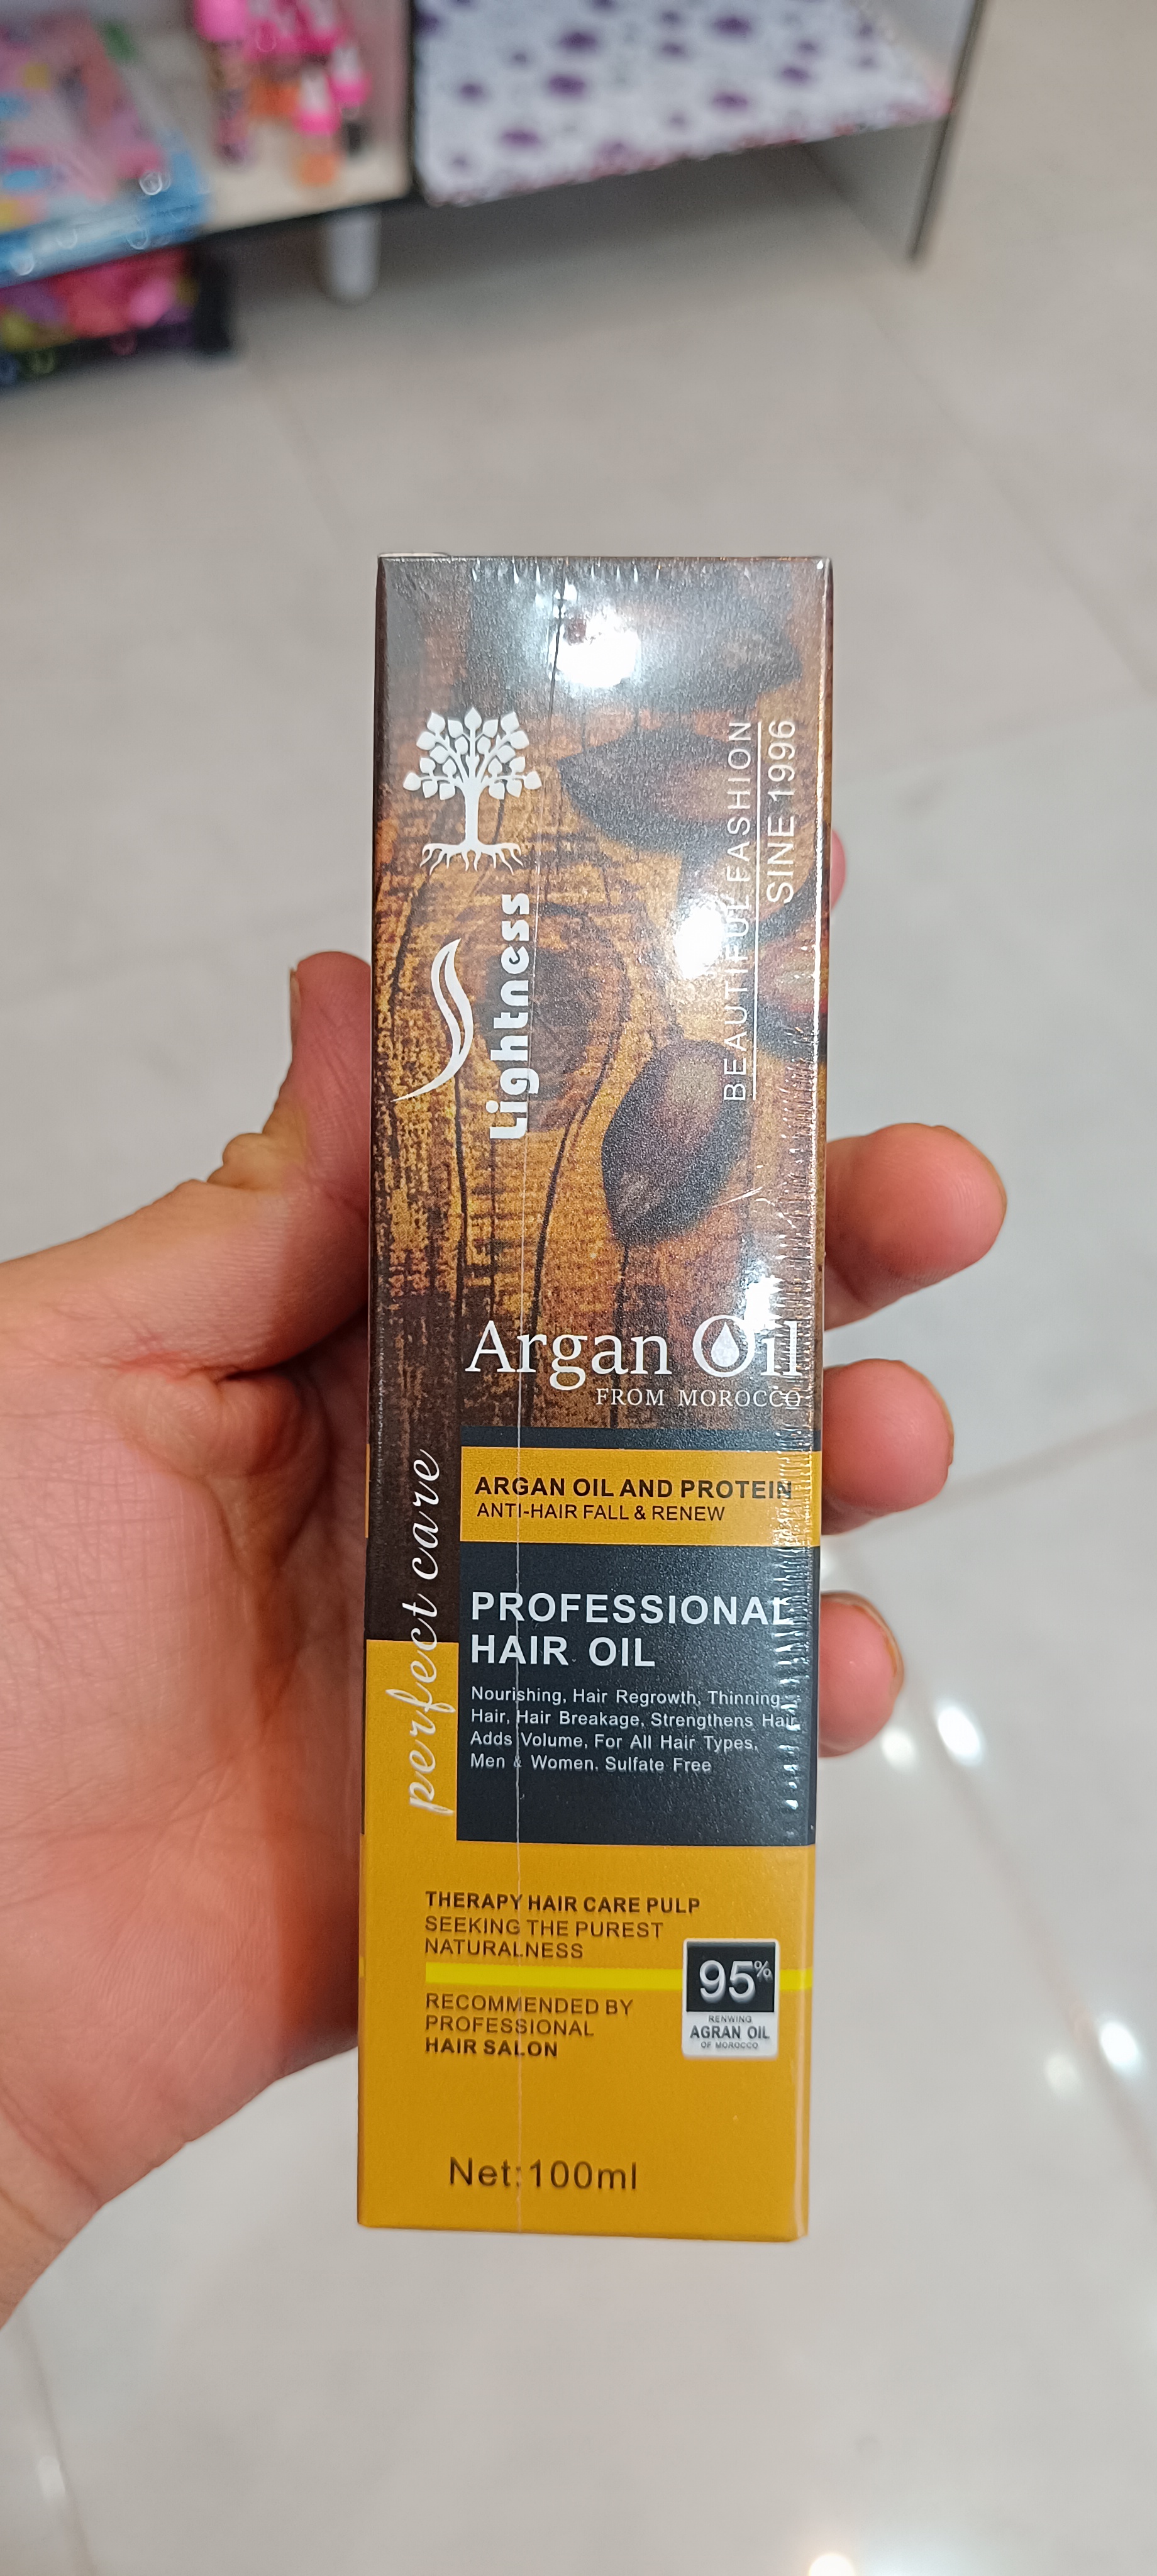 Lightness
BEAUTIFUL FASHION
SINE 1996
Argan Oil
FROM MOROCCO
ARGAN OIL AND PROTEIN
ANTI-HAIR FALL & RENEW
perfect care
PROFESSIONAL
HAIR OIL
Nourishing, Hair Regrowth, Thinning
Hair, Hair Breakage, Strengthens Hair
Adds Volume, For All Hair Types,
Men & Women. Sulfate Free
THERAPY HAIR CARE PULP
SEEKING THE PUREST
NATURALNESS
RECOMMENDED BY
PROFESSIONAL
HAIR SALON
95%
RENWING
AGRAN OIL
OF MOROCCO
Net:100ml